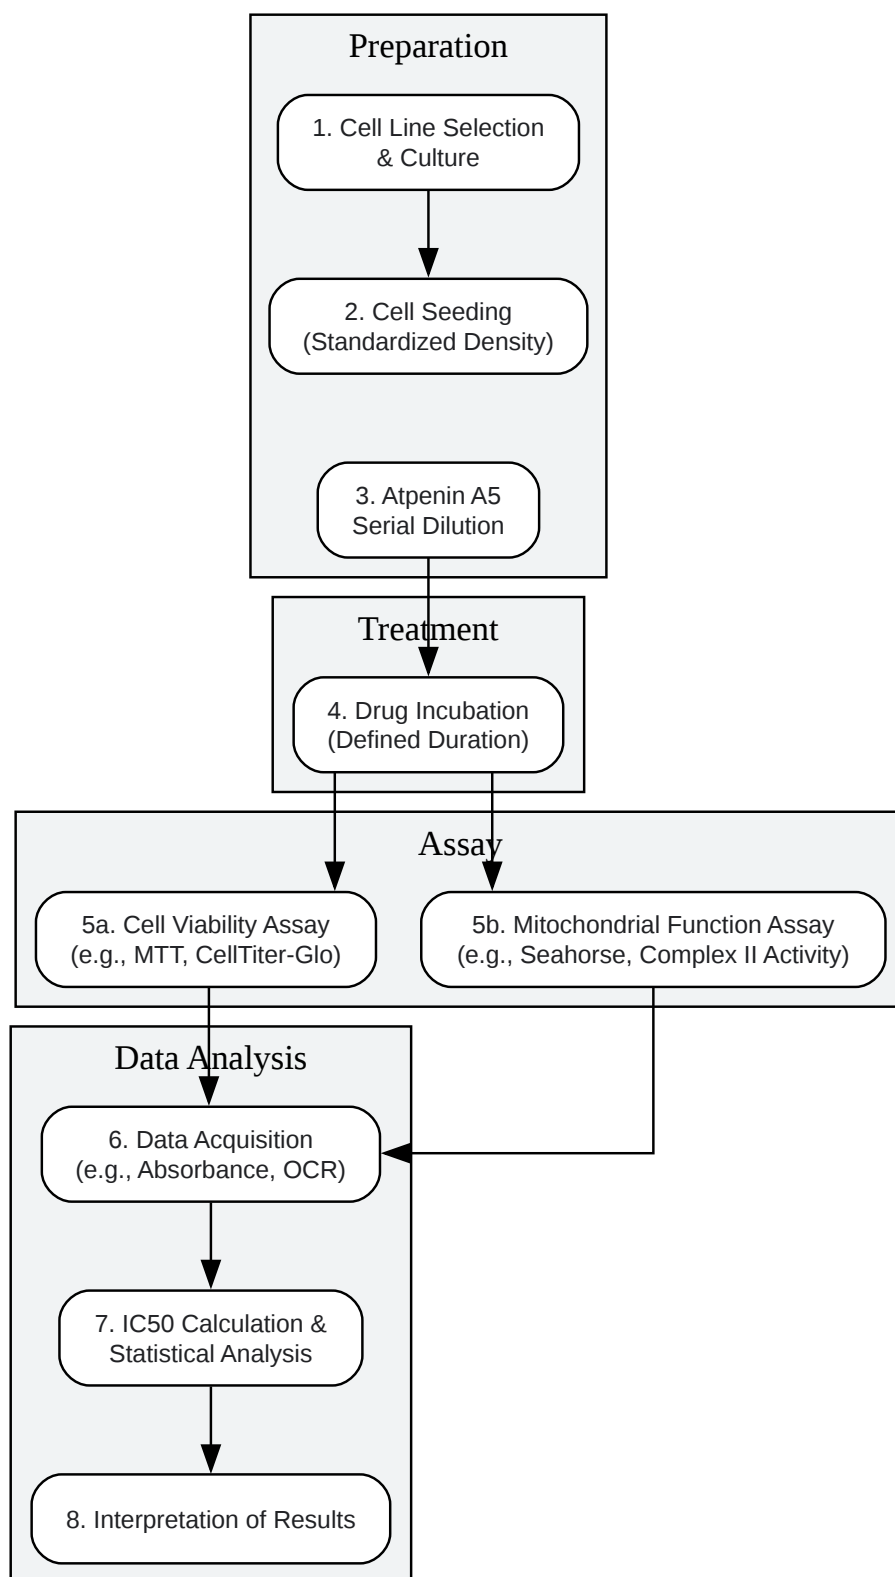 Preparation
1. Cell Line Selection
& Culture
2. Cell Seeding
(Standardized Density)
3. Atpenin A5
Serial Dilution
Treatment
4. Drug Incubation
(Defined Duration)
Assay
5a. Cell Viability Assay
(e.g., MTT, CellTiter-Glo)
5b. Mitochondrial Function Assay
(e.g., Seahorse, Complex II Activity)
Data Analysis
6. Data Acquisition
(e.g., Absorbance, OCR)
7. IC50 Calculation &
Statistical Analysis
8. Interpretation of Results